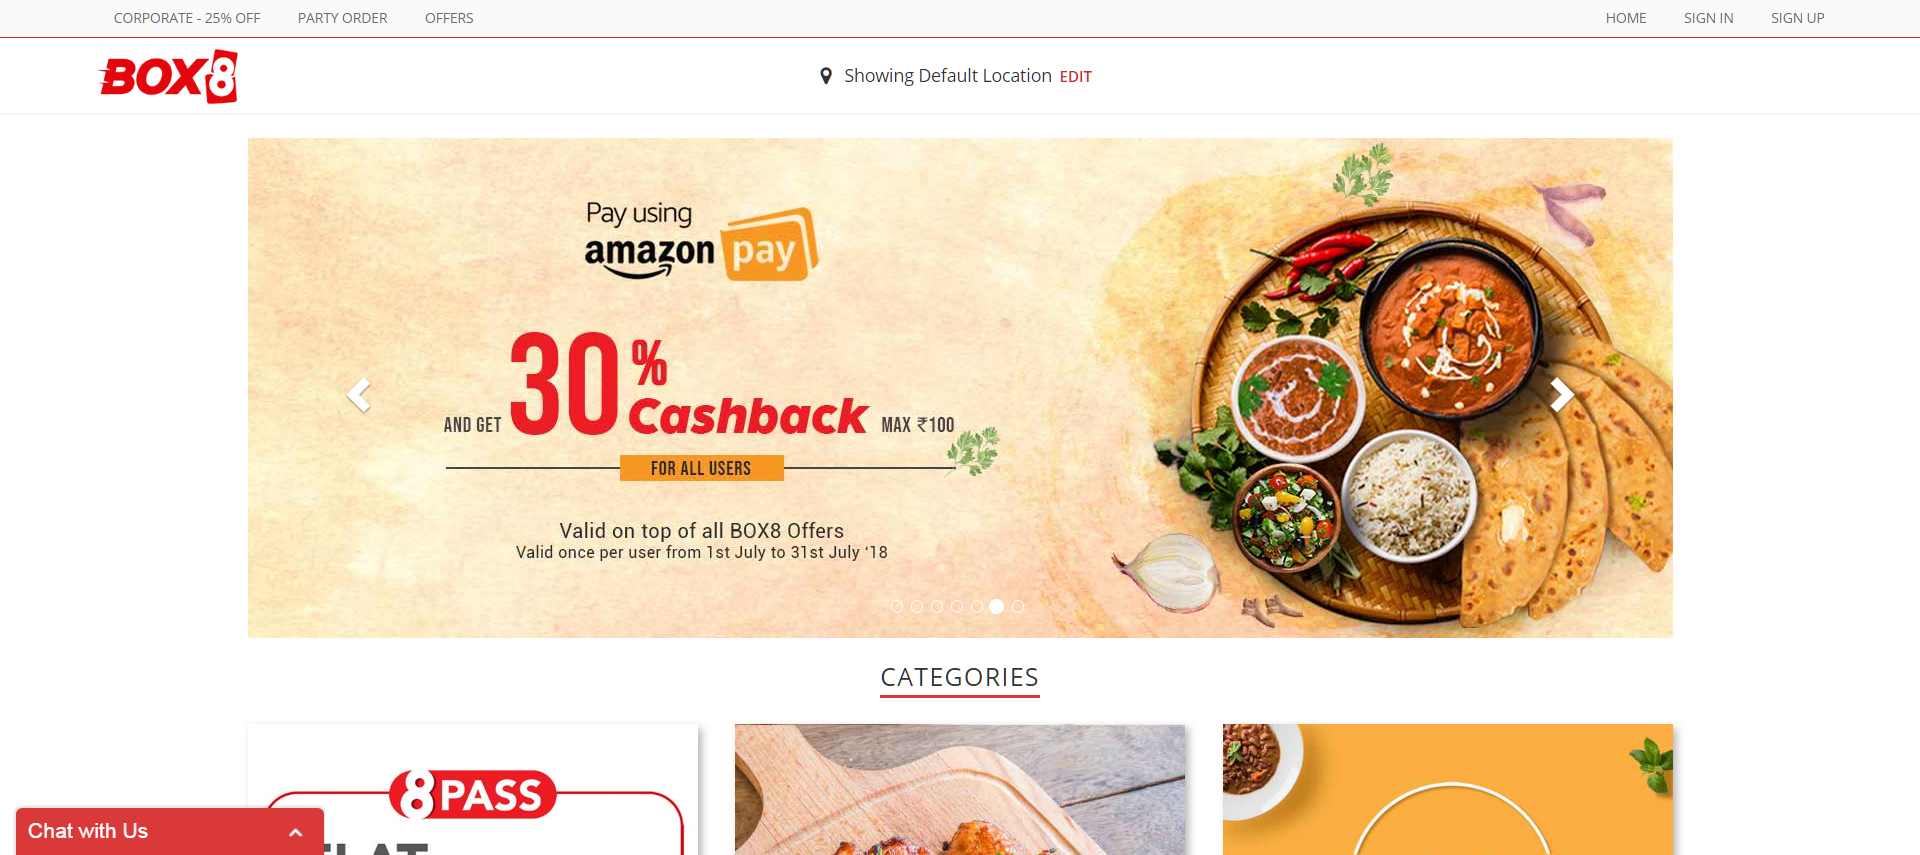 CORPORATE - 25% OFF PARTY ORDER OFFERS HOME SIGN IN SIGN UP
BOX8
Showing Default Location EDIT
Pay using
amazon pay
AND GET 30% Cashback MAX ₹100
FOR ALL USERS
Valid on top of all BOX8 Offers
Valid once per user from 1st July to 31st July ‘18
CATEGORIES
8PASS
FLAT
Chat with Us